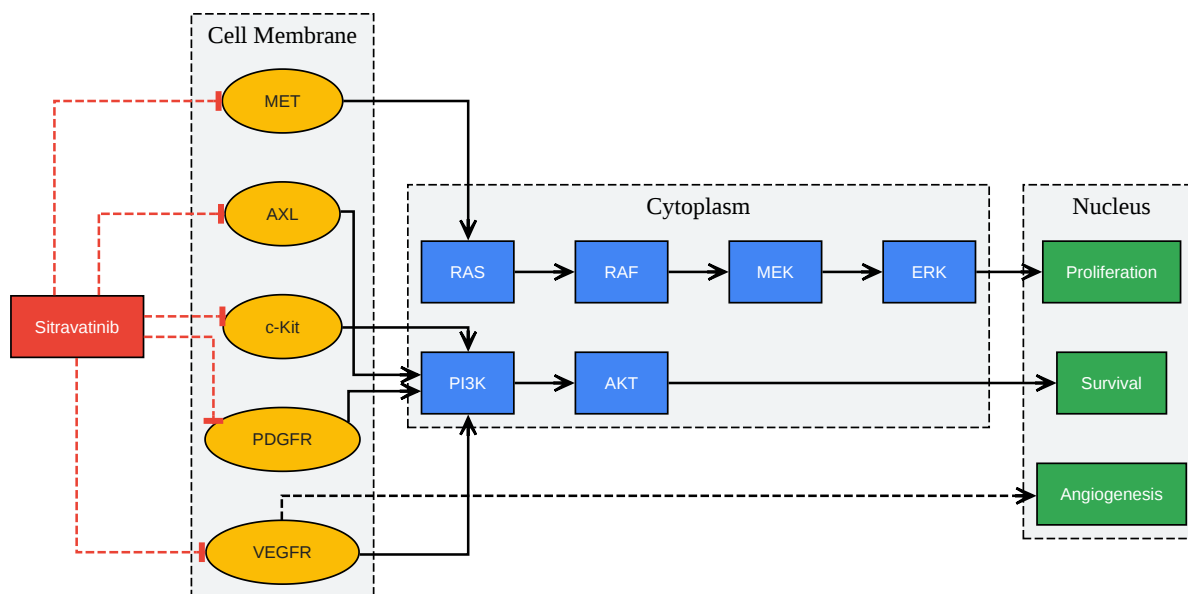 Cell Membrane
MET
AXL
Cytoplasm
Nucleus
RAS
RAF
MEK
ERK
Proliferation
Sitravatinib
c-Kit
PI3K
AKT
Survival
PDGFR
Angiogenesis
VEGFR